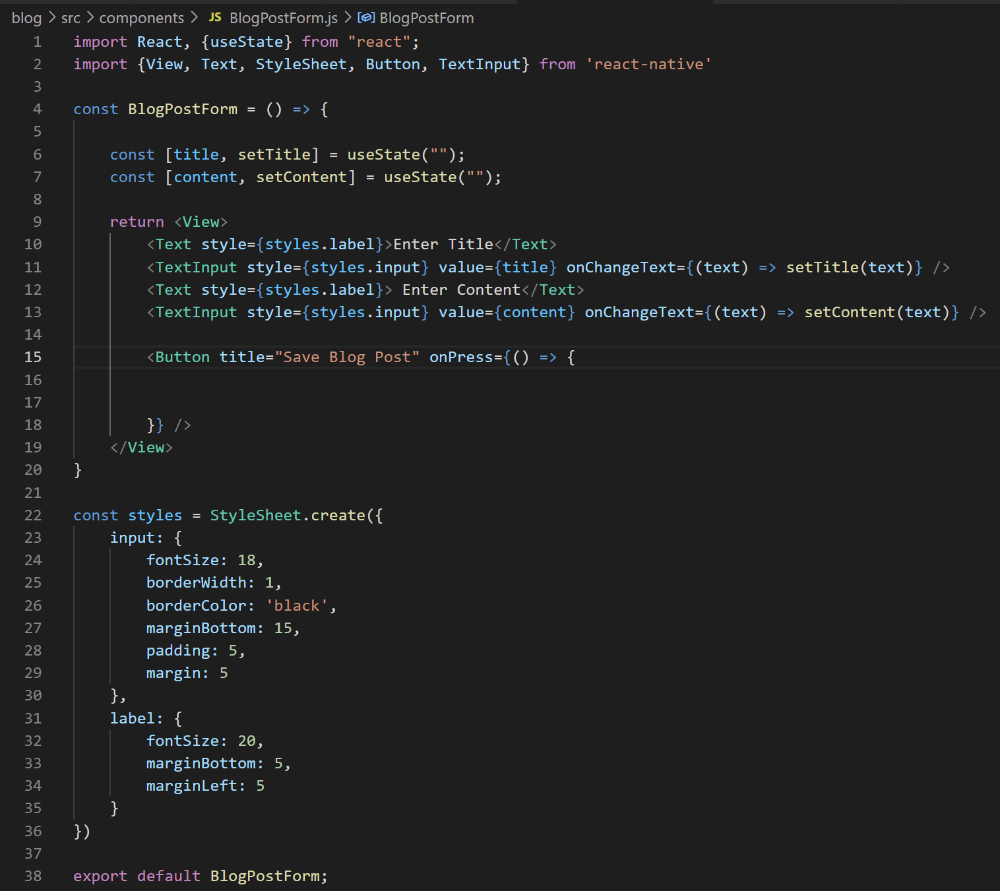 blog > src > components > JS BlogPostForm.js > BlogPostForm
1 import React, {useState} from "react";
2 import {View, Text, StyleSheet, Button, TextInput} from 'react-native'
3
4 const BlogPostForm = () => {
5
6     const [title, setTitle] = useState("");
7     const [content, setContent] = useState("");
8
9     return <View>
10         <Text style={styles.label}>Enter Title</Text>
11         <TextInput style={styles.input} value={title} onChangeText={(text) => setTitle(text)} />
12         <Text style={styles.label}> Enter Content</Text>
13         <TextInput style={styles.input} value={content} onChangeText={(text) => setContent(text)} />
14
15         <Button title="Save Blog Post" onPress={() => {
16
17
18         }} />
19     </View>
20 }
21
22 const styles = StyleSheet.create({
23     input: {
24         fontSize: 18,
25         borderWidth: 1,
26         borderColor: 'black',
27         marginBottom: 15,
28         padding: 5,
29         margin: 5
30     },
31     label: {
32         fontSize: 20,
33         marginBottom: 5,
34         marginLeft: 5
35     }
36 })
37
38 export default BlogPostForm;